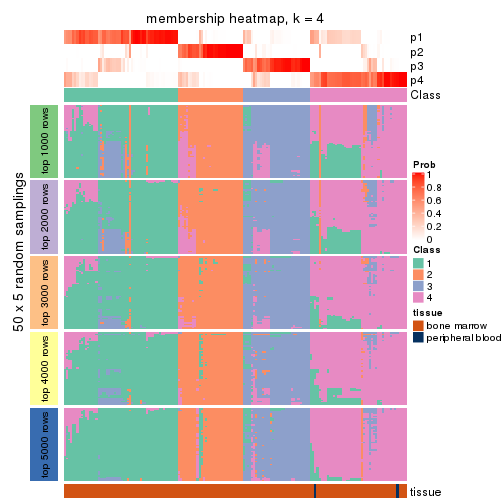 membership heatmap, k = 4
p1
p2
p3
p4
Class
50 x 5 random samplings
top 1000 rows
top 2000 rows
top 3000 rows
top 4000 rows
top 5000 rows
Prob
1
0.8
0.6
0.4
0.2
0
Class
1
2
3
4
tissue
bone marrow
peripheral blood
tissue